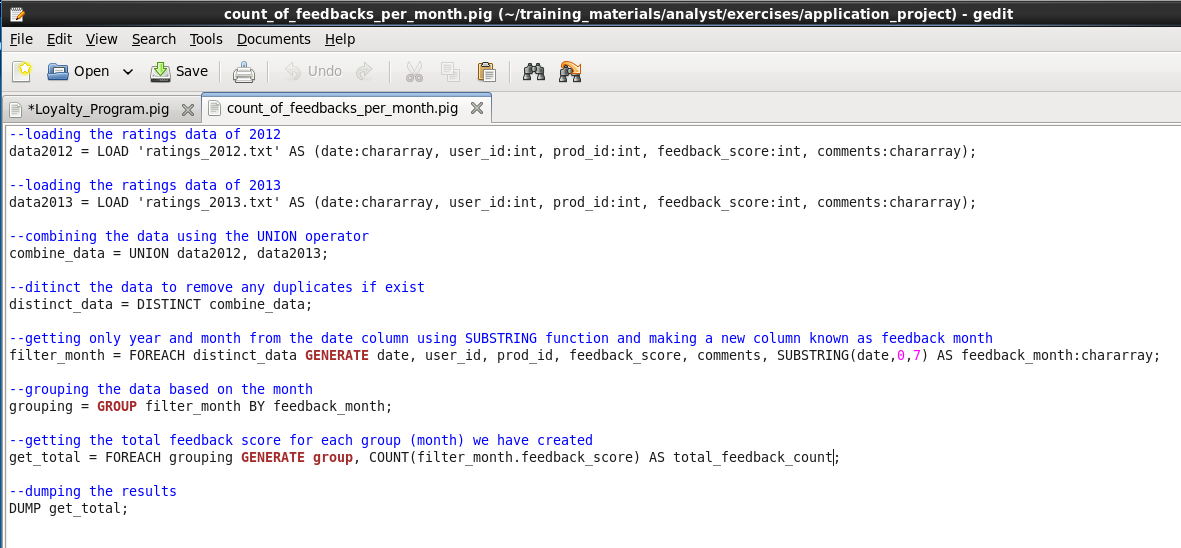 count_of_feedbacks_per_month.pig (~/training_materials/analyst/exercises/application_project) - gedit
File Edit View Search Tools Documents Help
Open Save Undo
*Loyalty_Program.pig count_of_feedbacks_per_month.pig
--loading the ratings data of 2012
data2012 = LOAD 'ratings_2012.txt' AS (date:chararray, user_id:int, prod_id:int, feedback_score:int, comments:chararray);
--loading the ratings data of 2013
data2013 = LOAD 'ratings_2013.txt' AS (date:chararray, user_id:int, prod_id:int, feedback_score:int, comments:chararray);
--combining the data using the UNION operator
combine_data = UNION data2012, data2013;
--ditinct the data to remove any duplicates if exist
distinct_data = DISTINCT combine_data;
--getting only year and month from the date column using SUBSTRING function and making a new column known as feedback month
filter_month = FOREACH distinct_data GENERATE date, user_id, prod_id, feedback_score, comments, SUBSTRING(date,0,7) AS feedback_month:chararray;
--grouping the data based on the month
grouping = GROUP filter_month BY feedback_month;
--getting the total feedback score for each group (month) we have created
get_total = FOREACH grouping GENERATE group, COUNT(filter_month.feedback_score) AS total_feedback_count;
--dumping the results
DUMP get_total;